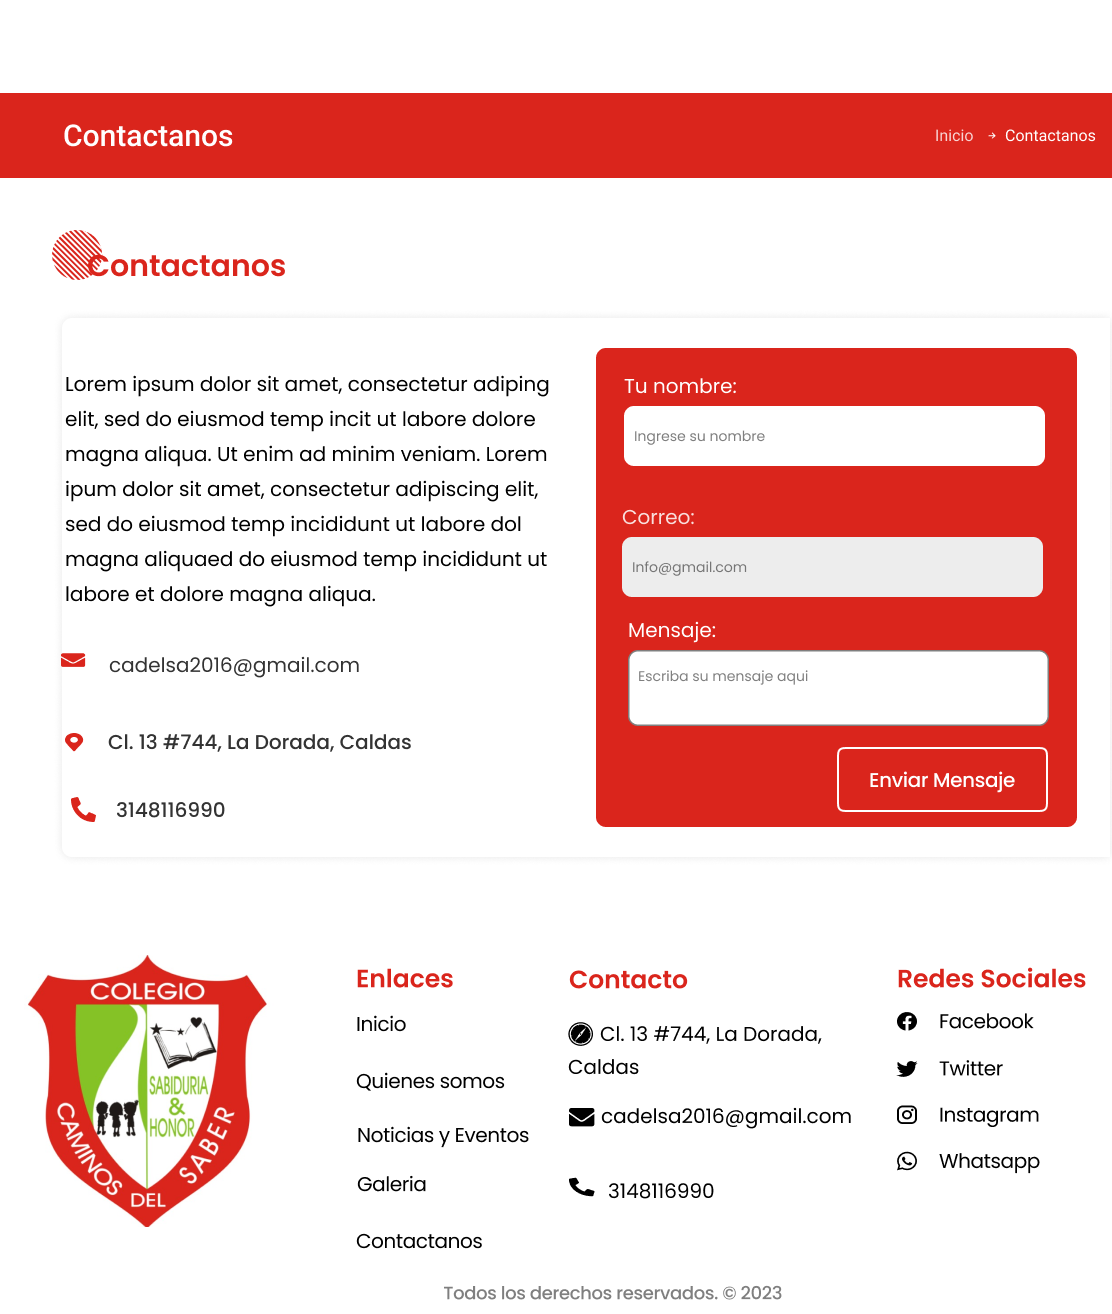 Contactanos
Inicio → Contactanos
Contactanos
Lorem ipsum dolor sit amet, consectetur adiping
elit, sed do eiusmod temp incit ut labore dolore
magna aliqua. Ut enim ad minim veniam. Lorem
ipum dolor sit amet, consectetur adipiscing elit,
sed do eiusmod temp incididunt ut labore dol
magna aliquaed do eiusmod temp incididunt ut
labore et dolore magna aliqua.
cadelsa2016@gmail.com
Cl. 13 #744, La Dorada, Caldas
3148116990
Tu nombre:
Ingrese su nombre
Correo:
Info@gmail.com
Mensaje:
Escriba su mensaje aqui
Enviar Mensaje
COLEGIO
SABIDURIA
&
HONOR
CAMINOS DEL SABER
Enlaces
Inicio
Quienes somos
Noticias y Eventos
Galeria
Contactanos
Contacto
Cl. 13 #744, La Dorada,
Caldas
cadelsa2016@gmail.com
3148116990
Redes Sociales
Facebook
Twitter
Instagram
Whatsapp
Todos los derechos reservados. © 2023